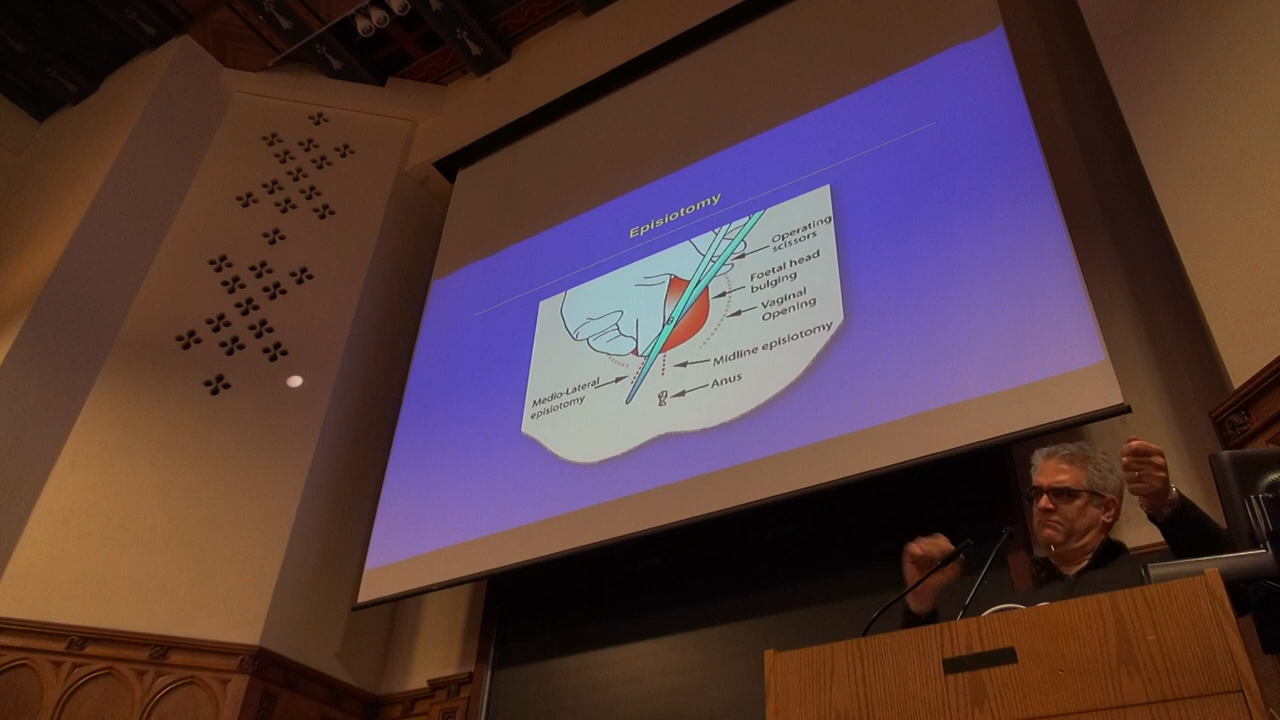 Episiotomy
Operating
scissors
Foetal head
bulging
Vaginal
Opening
Midline episiotomy
Medio-Lateral
episiotomy
Anus